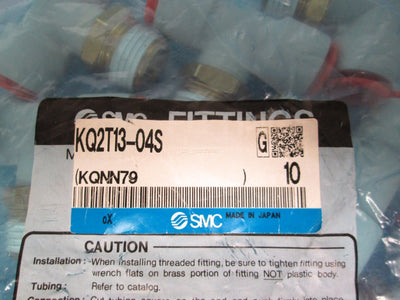 SMC FITTINGS
KQ2T13-04S
G
(KQNN79 ) 10
oX SMC MADE IN JAPAN
CAUTION
Installation: When installing threaded fitting, be sure to tighten fitting using
wrench flats on brass portion of fitting NOT plastic body.
Tubing: Refer to catalog.